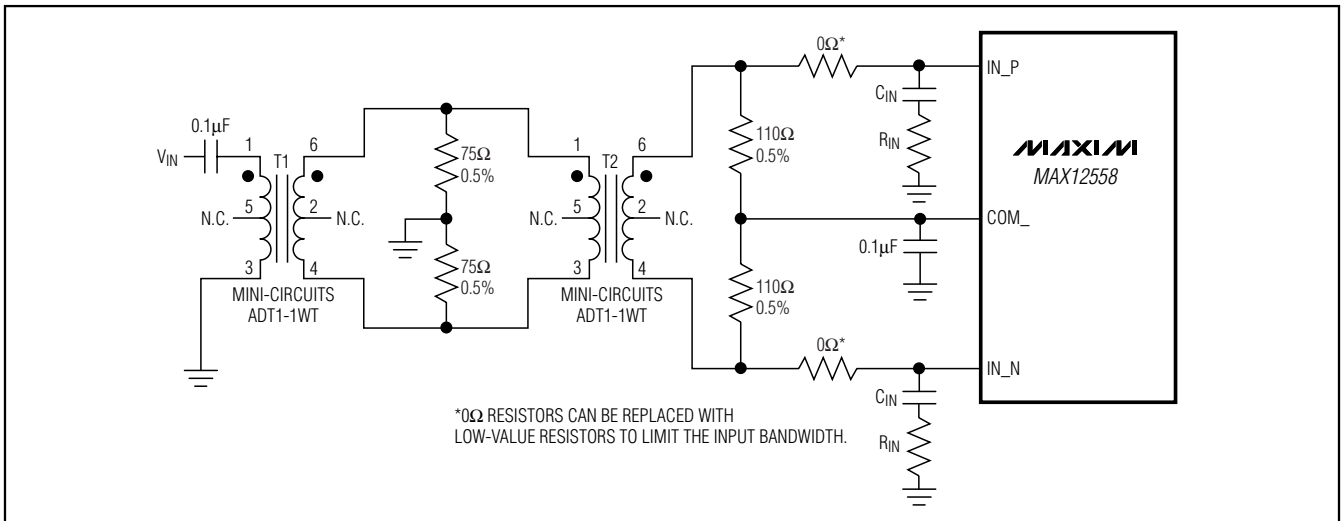 0Ω*
IN_P
C_IN
R_IN
110Ω
0.5%
MAXIM
MAX12558
0.1µF
V_IN
1
6
T1
5
2
N.C.
N.C.
3
4
MINI-CIRCUITS
ADT1-1WT
75Ω
0.5%
75Ω
0.5%
1
6
T2
5
2
N.C.
N.C.
3
4
MINI-CIRCUITS
ADT1-1WT
COM_
0.1µF
110Ω
0.5%
0Ω*
IN_N
C_IN
R_IN
*0Ω RESISTORS CAN BE REPLACED WITH
LOW-VALUE RESISTORS TO LIMIT THE INPUT BANDWIDTH.